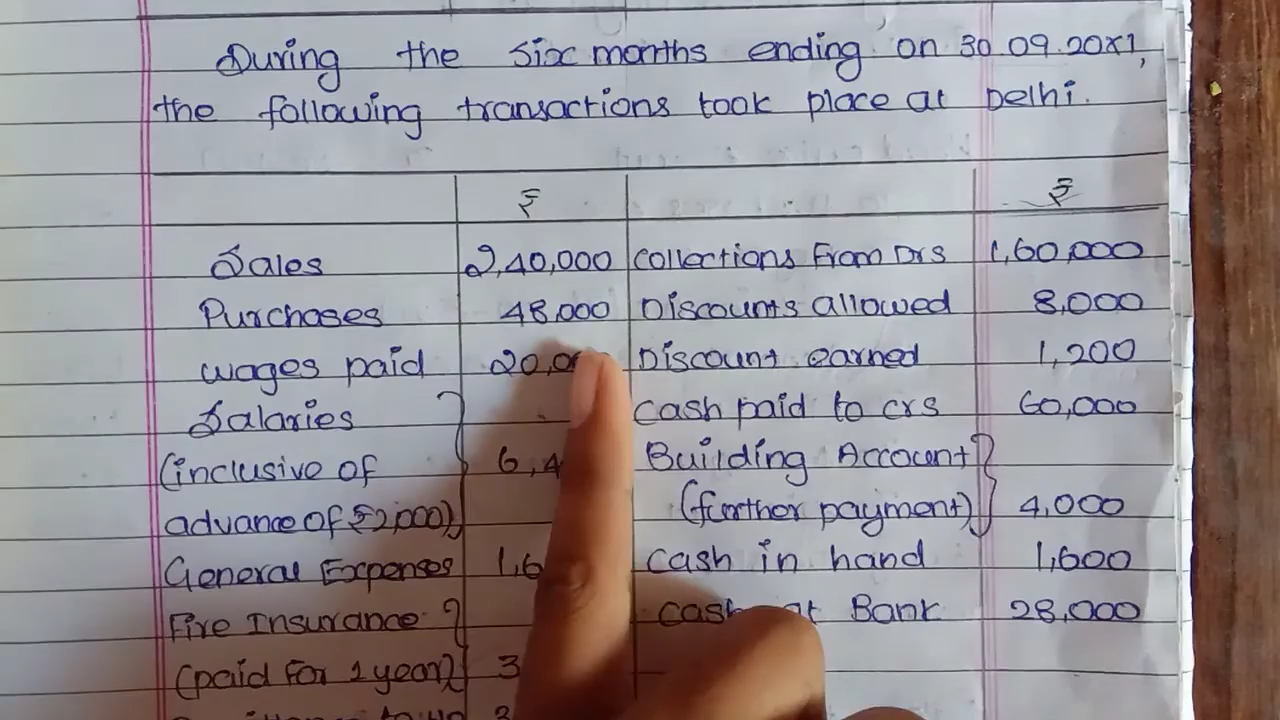 During the six months ending on 30.09.20X1,
the following transactions took place at Delhi.
₹ ₹
Sales 2,40,000 Collections From Drs 1,60,000
Purchases 48,000 Discounts allowed 8,000
wages paid Discount earned 1,200
Salaries cash paid to crs 60,000
(inclusive of Building Account
advance of ₹2,000) (further payment) 4,000
General Expenses cash in hand 1,600
Fire Insurance Bank 28,000
(paid for 1 year)